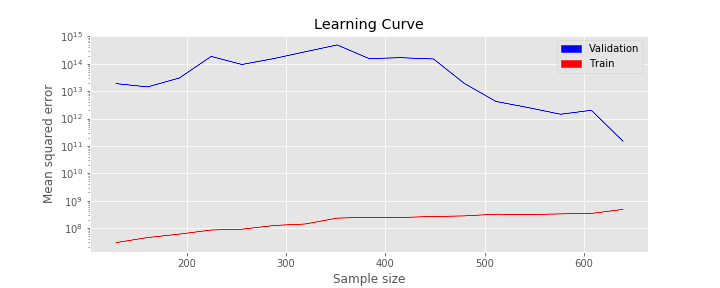 Learning Curve
Mean squared error
10^15
10^14
10^13
10^12
10^11
10^10
10^9
10^8
Validation
Train
200 300 400 500 600
Sample size